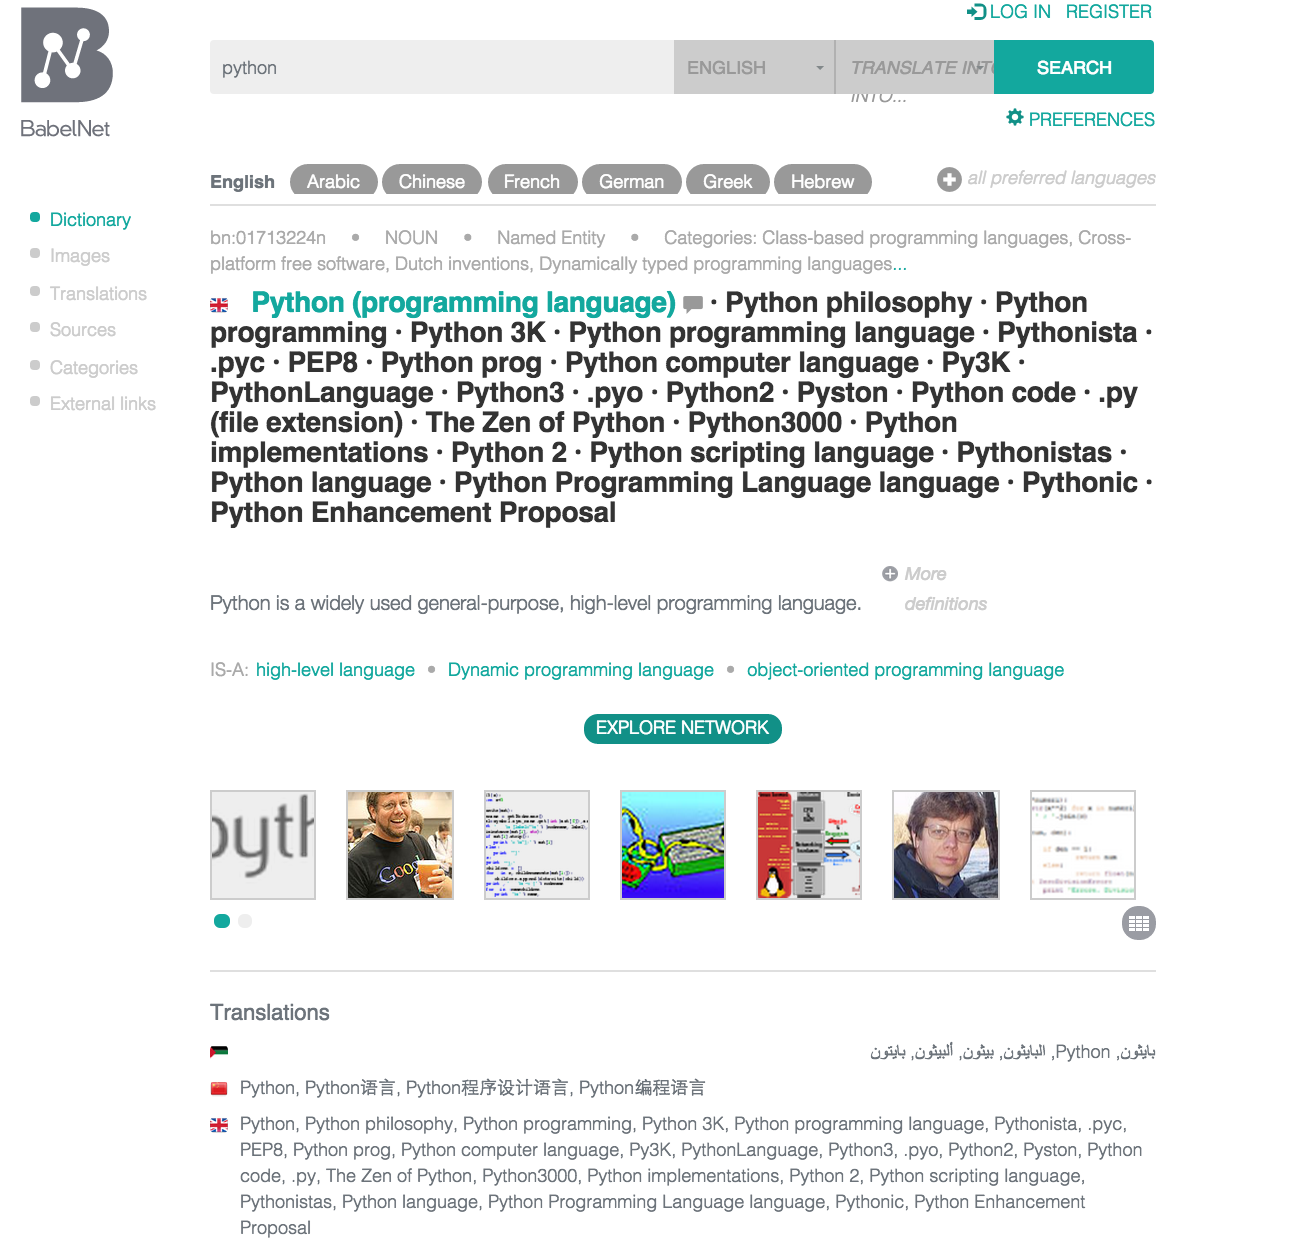 LOG IN REGISTER
python ENGLISH TRANSLATE INTO SEARCH
INTO...
BabelNet
PREFERENCES
English Arabic Chinese French German Greek Hebrew all preferred languages
Dictionary
Images
Translations
Sources
Categories
External links
bn:01713224n • NOUN • Named Entity • Categories: Class-based programming languages, Cross-
platform free software, Dutch inventions, Dynamically typed programming languages...
Python (programming language) · Python philosophy · Python
programming · Python 3K · Python programming language · Pythonista ·
.pyc · PEP8 · Python prog · Python computer language · Py3K ·
PythonLanguage · Python3 · .pyo · Python2 · Pyston · Python code · .py
(file extension) · The Zen of Python · Python3000 · Python
implementations · Python 2 · Python scripting language · Pythonistas ·
Python language · Python Programming Language language · Pythonic ·
Python Enhancement Proposal
More
Python is a widely used general-purpose, high-level programming language. definitions
IS-A: high-level language • Dynamic programming language • object-oriented programming language
EXPLORE NETWORK
pyth
Goo
Translations
بايثون, Python, البايثون, بيثون, ألبيثون, بايتون
Python, Python语言, Python程序设计语言, Python编程语言
Python, Python philosophy, Python programming, Python 3K, Python programming language, Pythonista, .pyc,
PEP8, Python prog, Python computer language, Py3K, PythonLanguage, Python3, .pyo, Python2, Pyston, Python
code, .py, The Zen of Python, Python3000, Python implementations, Python 2, Python scripting language,
Pythonistas, Python language, Python Programming Language language, Pythonic, Python Enhancement
Proposal